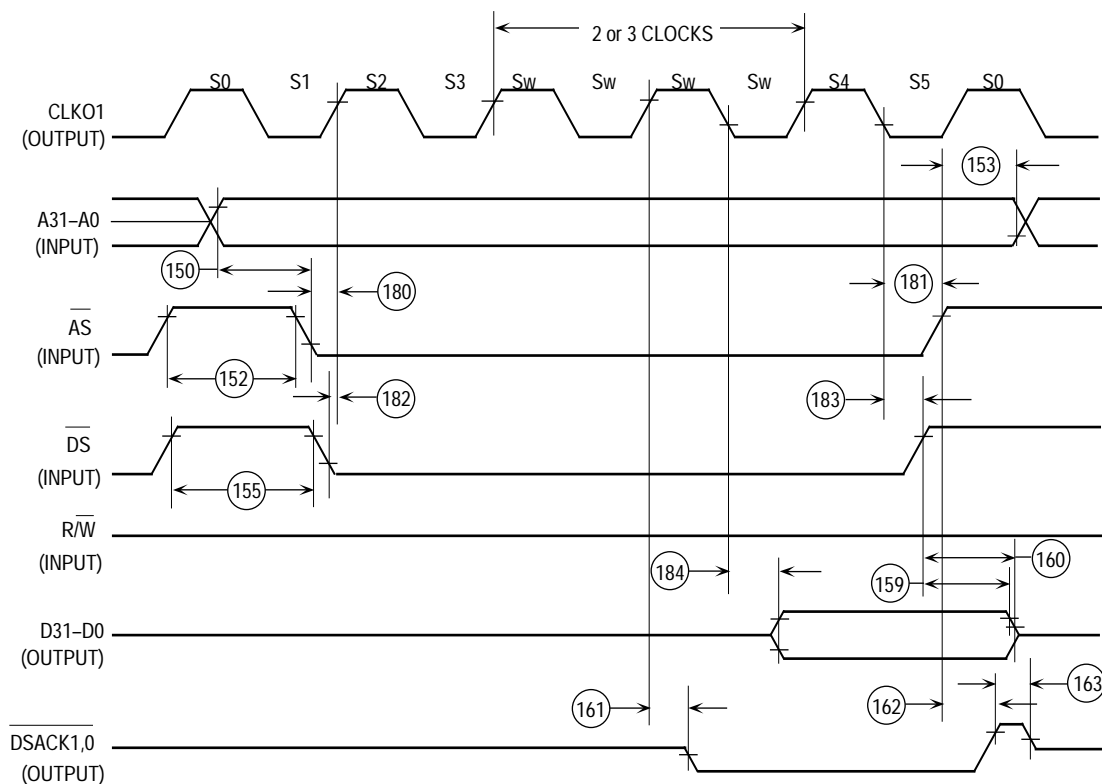 2 or 3 CLOCKS
S0 S1 S2 S3 Sw Sw Sw Sw S4 S5 S0
CLKO1
(OUTPUT)
153
A31–A0
(INPUT)
150
180
181
AS
(INPUT)
152
182
183
DS
(INPUT)
155
R/W
(INPUT)
184
160
159
D31–D0
(OUTPUT)
161
162
163
DSACK1,0
(OUTPUT)